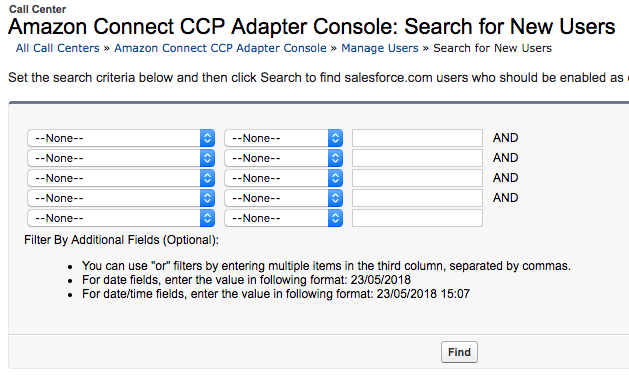 Call Center
Amazon Connect CCP Adapter Console: Search for New Users
All Call Centers » Amazon Connect CCP Adapter Console » Manage Users » Search for New Users
Set the search criteria below and then click Search to find salesforce.com users who should be enabled as
--None-- --None-- AND
--None-- --None-- AND
--None-- --None-- AND
--None-- --None-- AND
--None-- --None--
Filter By Additional Fields (Optional):
• You can use "or" filters by entering multiple items in the third column, separated by commas.
• For date fields, enter the value in following format: 23/05/2018
• For date/time fields, enter the value in following format: 23/05/2018 15:07
Find